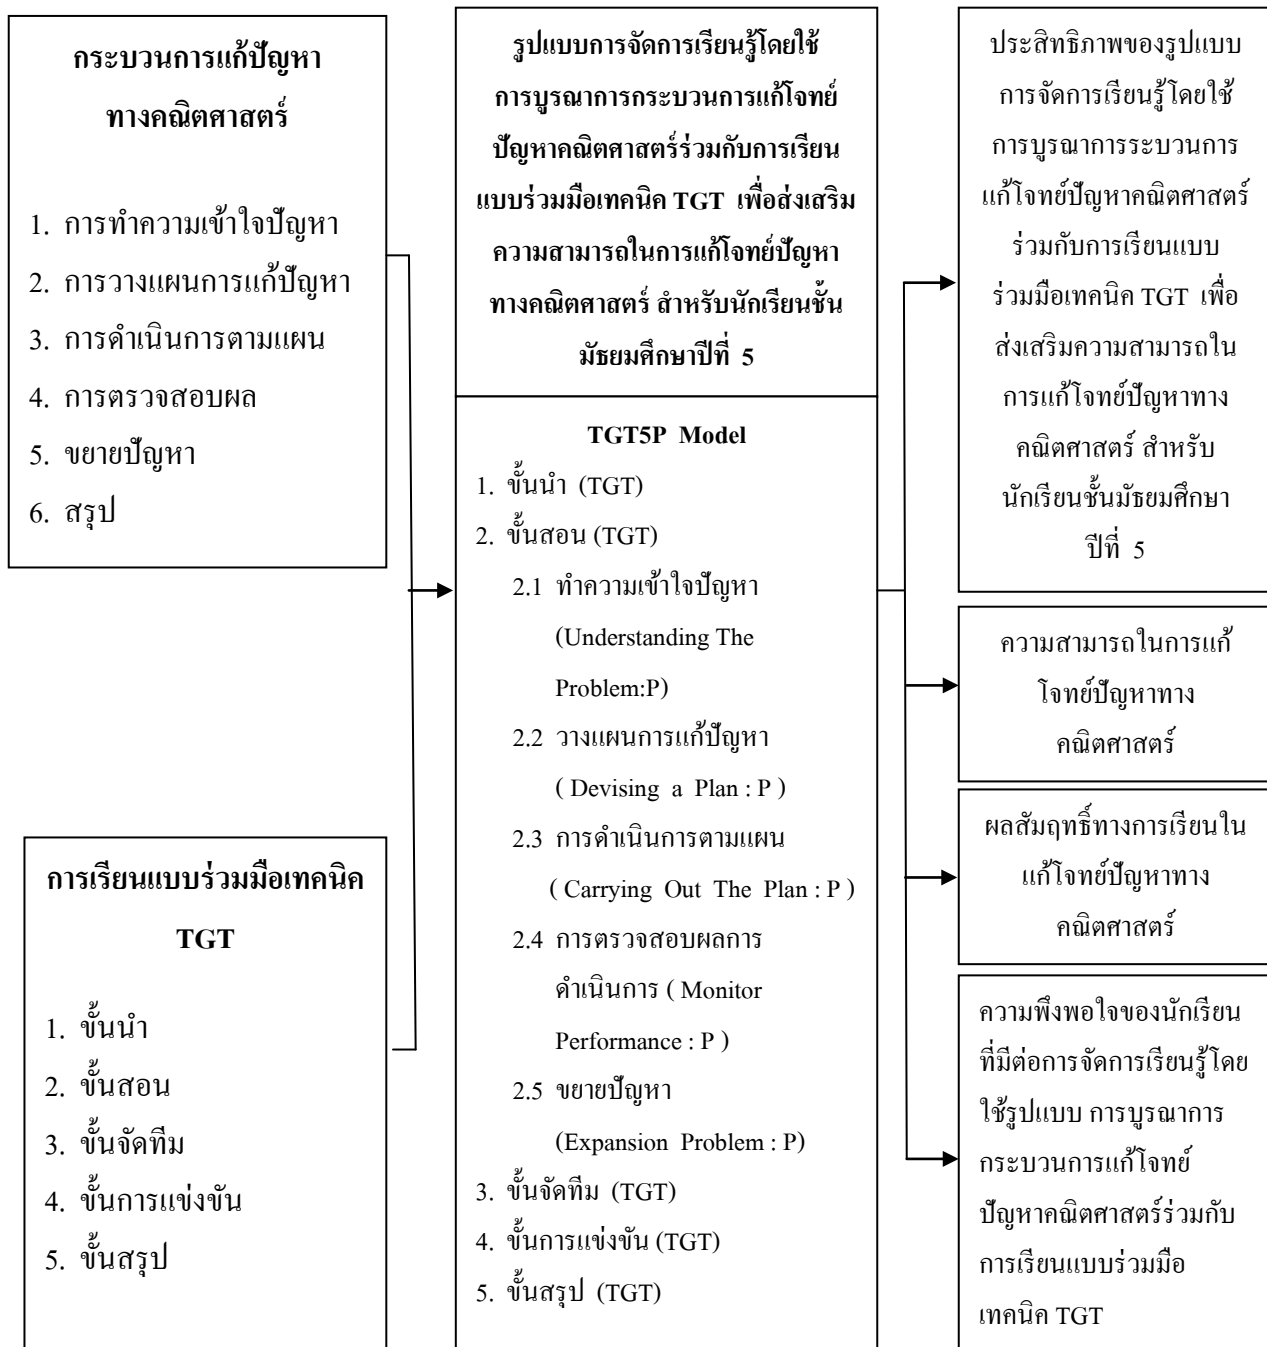 กระบวนการแก้ปัญหา
ทางคณิตศาสตร์
1. การทำความเข้าใจปัญหา
2. การวางแผนการแก้ปัญหา
3. การดำเนินการตามแผน
4. การตรวจสอบผล
5. ขยายปัญหา
6. สรุป
การเรียนแบบร่วมมือเทคนิค
TGT
1. ขั้นนำ
2. ขั้นสอน
3. ขั้นจัดทีม
4. ขั้นการแข่งขัน
5. ขั้นสรุป
รูปแบบการจัดการเรียนรู้โดยใช้
การบูรณาการกระบวนการแก้โจทย์
ปัญหาคณิตศาสตร์ร่วมกับการเรียน
แบบร่วมมือเทคนิค TGT เพื่อส่งเสริม
ความสามารถในการแก้โจทย์ปัญหา
ทางคณิตศาสตร์ สำหรับนักเรียนชั้น
มัธยมศึกษาปีที่ 5
TGT5P Model
1. ขั้นนำ (TGT)
2. ขั้นสอน (TGT)
2.1 ทำความเข้าใจปัญหา
(Understanding The
Problem:P)
2.2 วางแผนการแก้ปัญหา
( Devising a Plan : P )
2.3 การดำเนินการตามแผน
( Carrying Out The Plan : P )
2.4 การตรวจสอบผลการ
ดำเนินการ ( Monitor
Performance : P )
2.5 ขยายปัญหา
(Expansion Problem : P)
3. ขั้นจัดทีม (TGT)
4. ขั้นการแข่งขัน (TGT)
5. ขั้นสรุป (TGT)
ประสิทธิภาพของรูปแบบ
การจัดการเรียนรู้โดยใช้
การบูรณาการระบวนการ
แก้โจทย์ปัญหาคณิตศาสตร์
ร่วมกับการเรียนแบบ
ร่วมมือเทคนิค TGT เพื่อ
ส่งเสริมความสามารถใน
การแก้โจทย์ปัญหาทาง
คณิตศาสตร์ สำหรับ
นักเรียนชั้นมัธยมศึกษา
ปีที่ 5
ความสามารถในการแก้
โจทย์ปัญหาทาง
คณิตศาสตร์
ผลสัมฤทธิ์ทางการเรียนใน
แก้โจทย์ปัญหาทาง
คณิตศาสตร์
ความพึงพอใจของนักเรียน
ที่มีต่อการจัดการเรียนรู้โดย
ใช้รูปแบบ การบูรณาการ
กระบวนการแก้โจทย์
ปัญหาคณิตศาสตร์ร่วมกับ
การเรียนแบบร่วมมือ
เทคนิค TGT